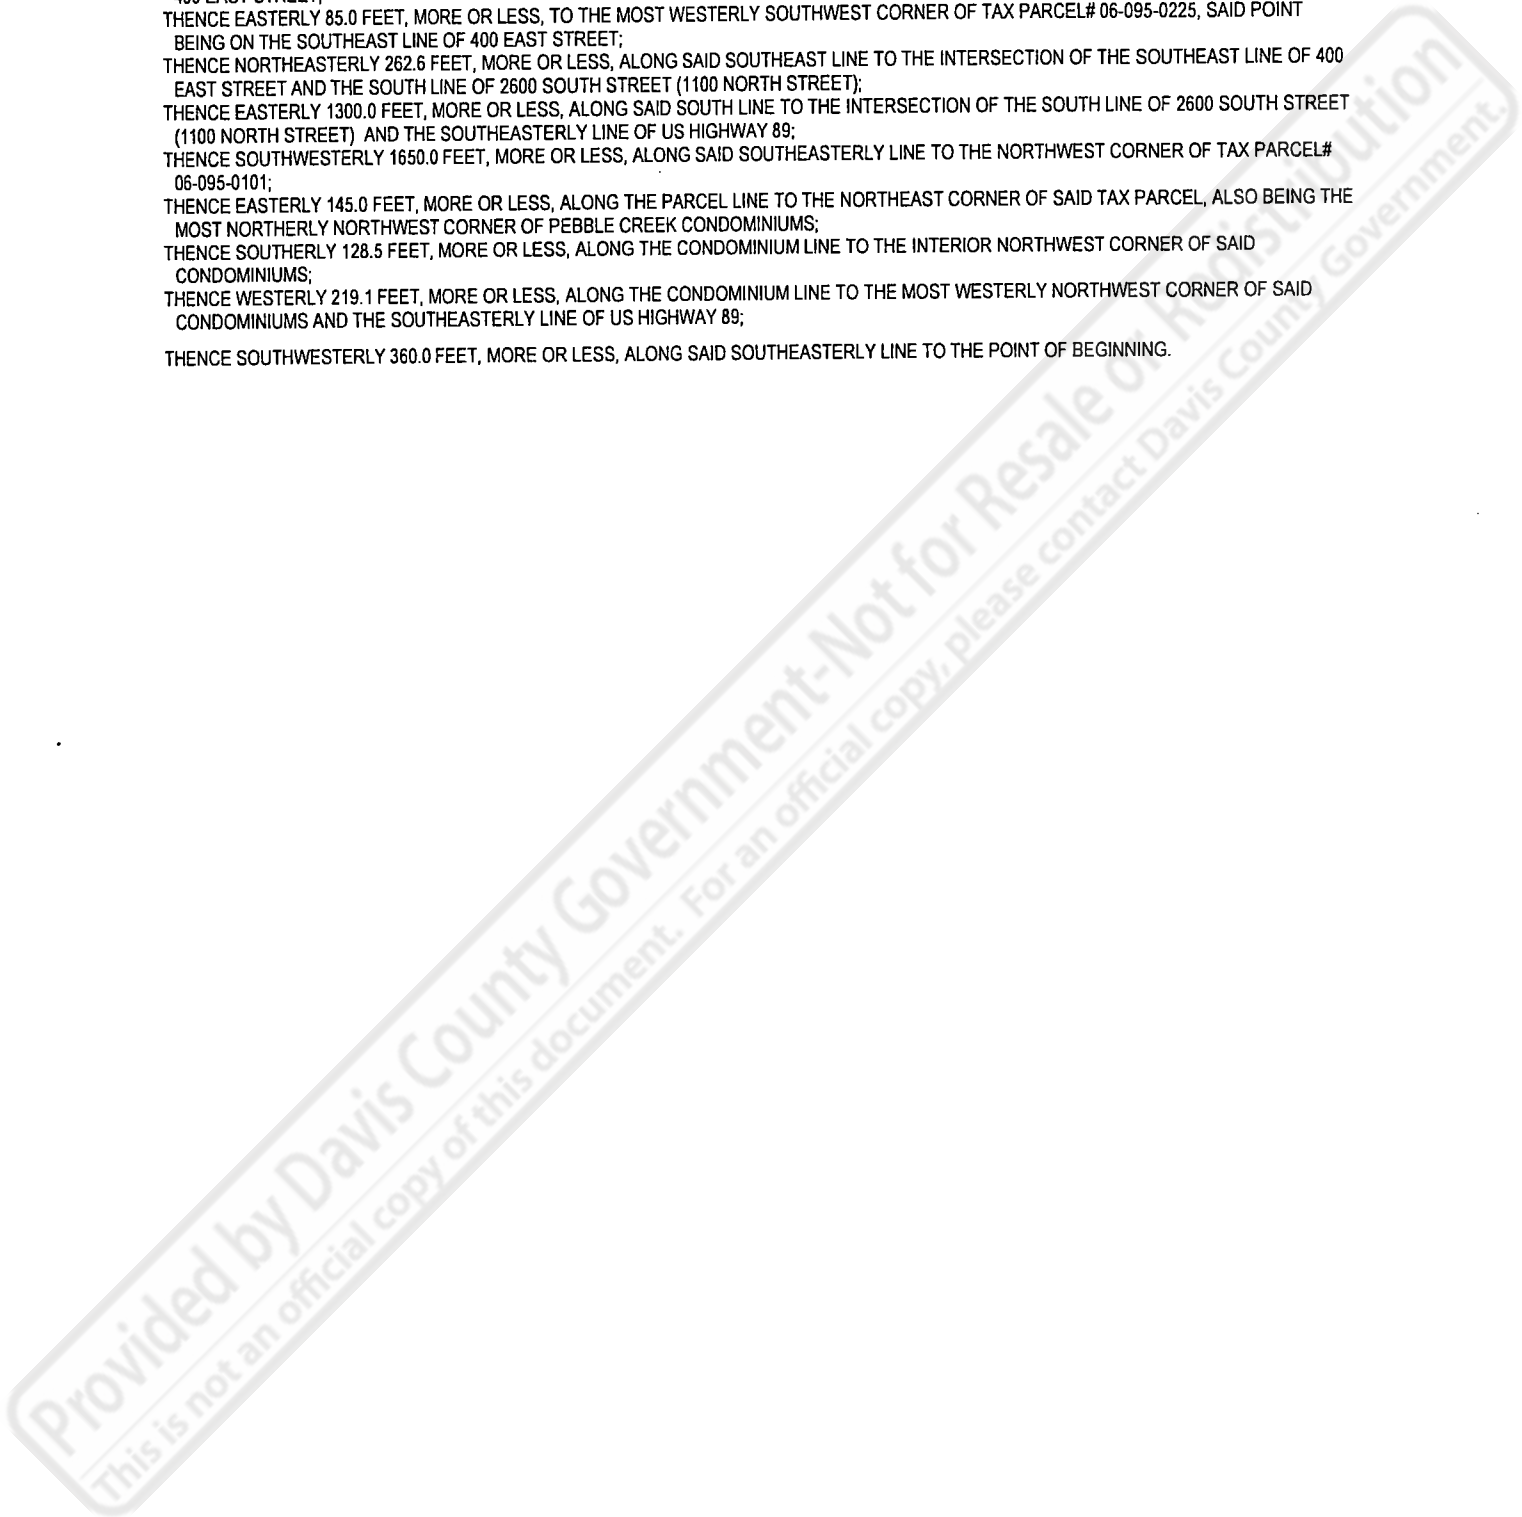 400 EAST STREET;
THENCE EASTERLY 85.0 FEET, MORE OR LESS, TO THE MOST WESTERLY SOUTHWEST CORNER OF TAX PARCEL# 06-095-0225, SAID POINT
BEING ON THE SOUTHEAST LINE OF 400 EAST STREET;
THENCE NORTHEASTERLY 262.6 FEET, MORE OR LESS, ALONG SAID SOUTHEAST LINE TO THE INTERSECTION OF THE SOUTHEAST LINE OF 400
EAST STREET AND THE SOUTH LINE OF 2600 SOUTH STREET (1100 NORTH STREET);
THENCE EASTERLY 1300.0 FEET, MORE OR LESS, ALONG SAID SOUTH LINE TO THE INTERSECTION OF THE SOUTH LINE OF 2600 SOUTH STREET
(1100 NORTH STREET) AND THE SOUTHEASTERLY LINE OF US HIGHWAY 89;
THENCE SOUTHWESTERLY 1650.0 FEET, MORE OR LESS, ALONG SAID SOUTHEASTERLY LINE TO THE NORTHWEST CORNER OF TAX PARCEL#
06-095-0101;
THENCE EASTERLY 145.0 FEET, MORE OR LESS, ALONG THE PARCEL LINE TO THE NORTHEAST CORNER OF SAID TAX PARCEL, ALSO BEING THE
MOST NORTHERLY NORTHWEST CORNER OF PEBBLE CREEK CONDOMINIUMS;
THENCE SOUTHERLY 128.5 FEET, MORE OR LESS, ALONG THE CONDOMINIUM LINE TO THE INTERIOR NORTHWEST CORNER OF SAID
CONDOMINIUMS;
THENCE WESTERLY 219.1 FEET, MORE OR LESS, ALONG THE CONDOMINIUM LINE TO THE MOST WESTERLY NORTHWEST CORNER OF SAID
CONDOMINIUMS AND THE SOUTHEASTERLY LINE OF US HIGHWAY 89;
THENCE SOUTHWESTERLY 360.0 FEET, MORE OR LESS, ALONG SAID SOUTHEASTERLY LINE TO THE POINT OF BEGINNING.
Provided by Davis County Government-Not for Resale or Redistribution
This is not an official copy of this document. For an official copy, please contact Davis County Government.